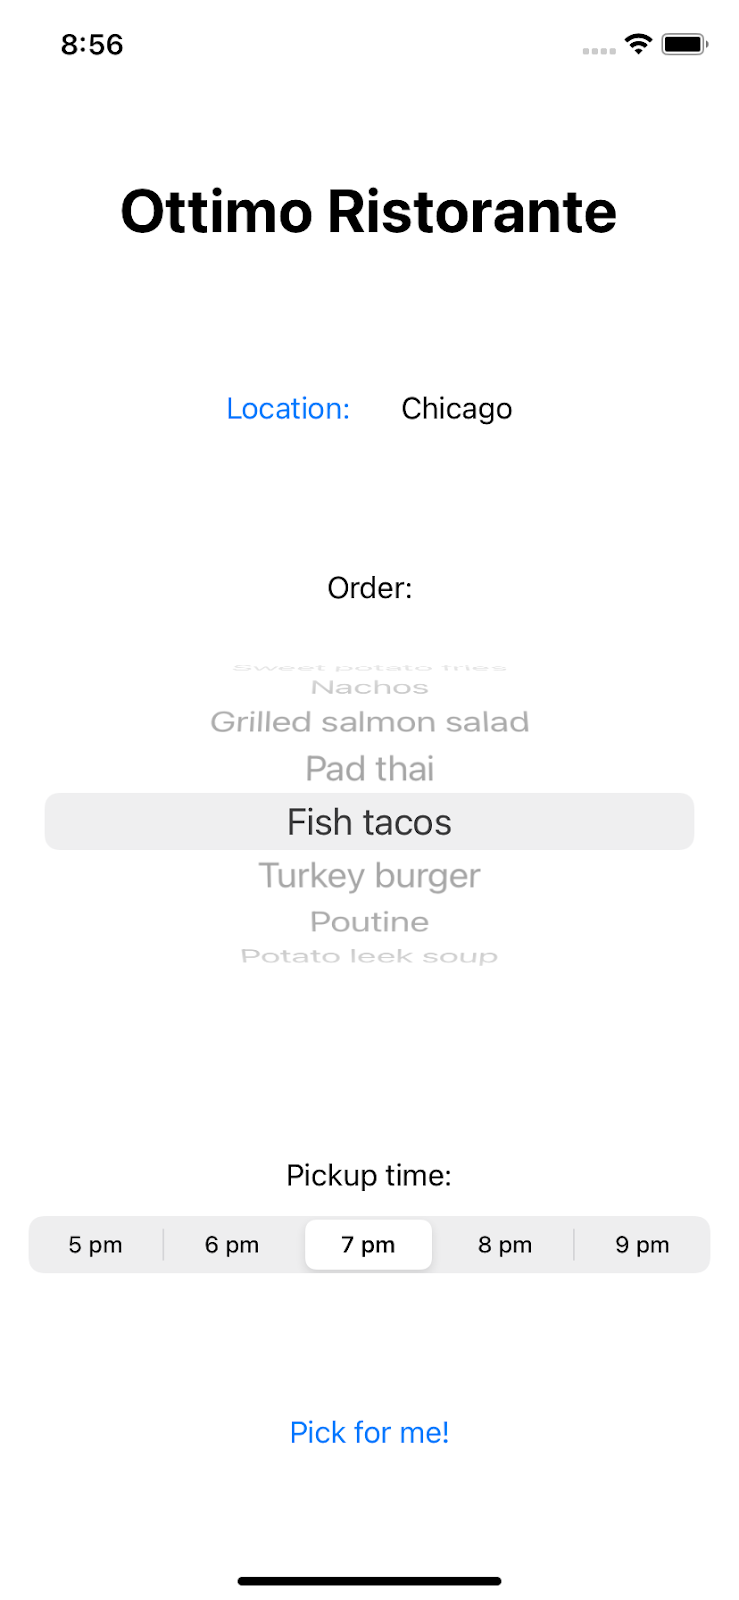 8:56
Ottimo Ristorante
Location: Chicago
Order:
Sweet potato fries
Nachos
Grilled salmon salad
Pad thai
Fish tacos
Turkey burger
Poutine
Potato leek soup
Pickup time:
5 pm 6 pm 7 pm 8 pm 9 pm
Pick for me!